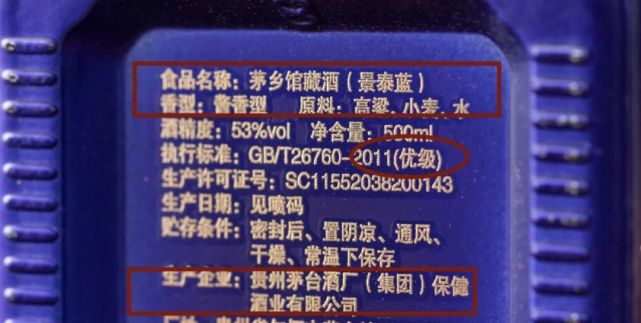 食品名称：茅乡馆藏酒（景泰蓝）
香型：酱香型　原料：高粱、小麦、水
酒精度：53%vol　净含量：500ml
执行标准：GB/T26760-2011(优级)
生产许可证号：SC11552038200143
生产日期：见喷码
贮存条件：密封后、置阴凉、通风、
干燥、常温下保存
生产企业：贵州茅台酒厂（集团）保健
酒业有限公司